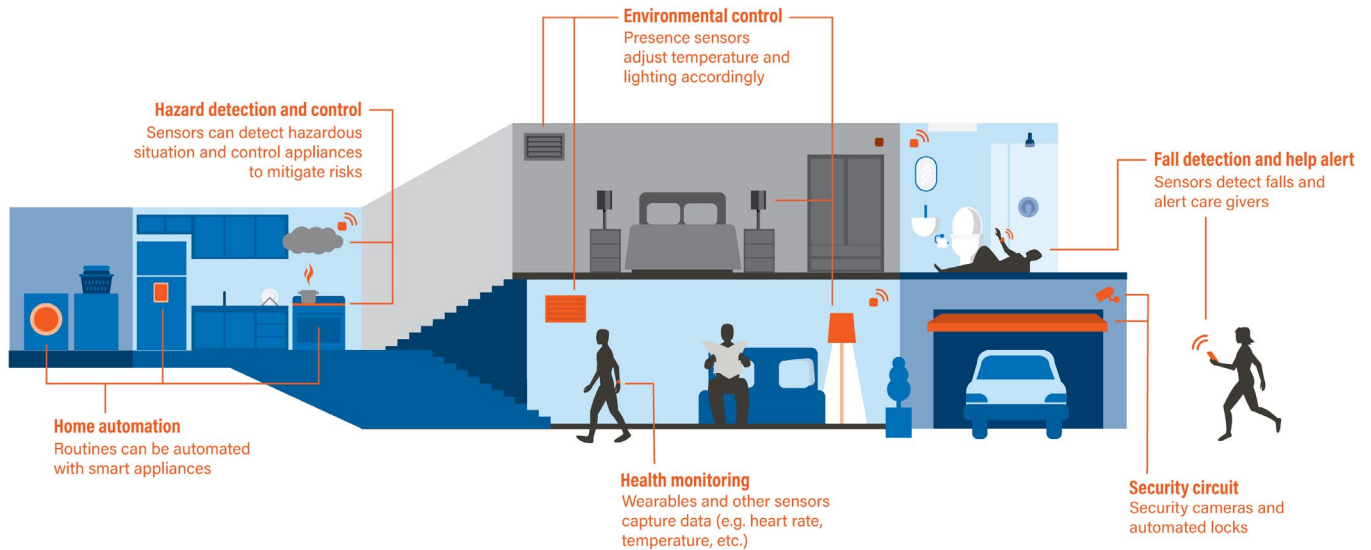 Environmental control
Presence sensors
adjust temperature and
lighting accordingly
Hazard detection and control
Sensors can detect hazardous
situation and control appliances
to mitigate risks
Fall detection and help alert
Sensors detect falls and
alert care givers
Home automation
Routines can be automated
with smart appliances
Health monitoring
Wearables and other sensors
capture data (e.g. heart rate,
temperature, etc.)
Security circuit
Security cameras and
automated locks